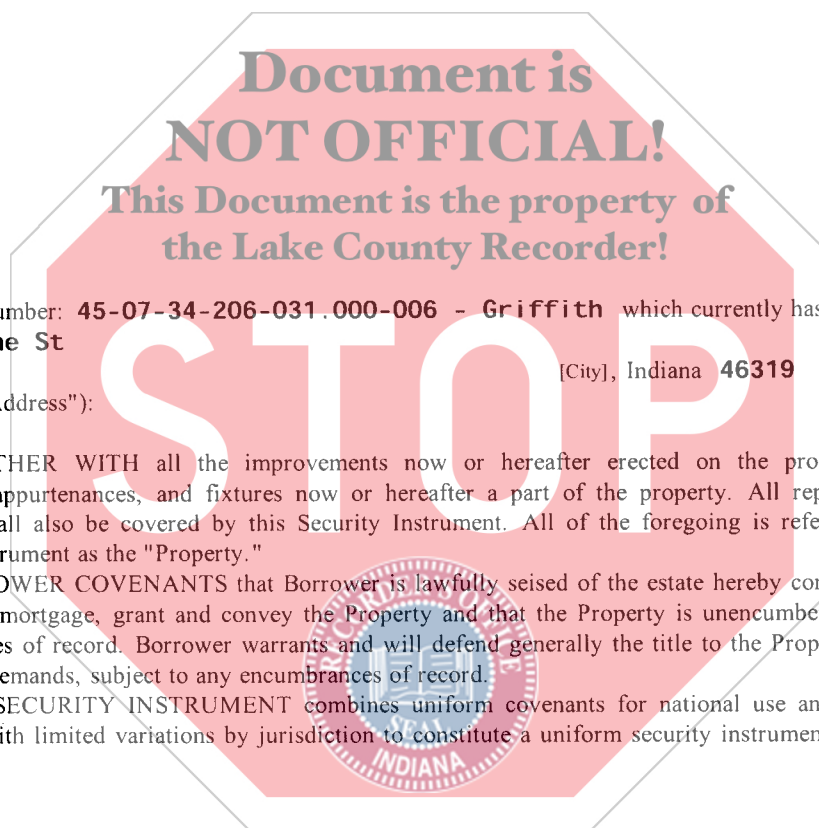 Document is
NOT OFFICIAL!
This Document is the property of
the Lake County Recorder!
umber: 45-07-34-206-031.000-006 - Griffith which currently has
ne St
[City], Indiana 46319
Address"):
STOP
THER WITH all the improvements now or hereafter erected on the pro
appurtenances, and fixtures now or hereafter a part of the property. All rep
all also be covered by this Security Instrument. All of the foregoing is refe
rument as the "Property."
OWER COVENANTS that Borrower is lawfully seised of the estate hereby con
mortgage, grant and convey the Property and that the Property is unencumbe
es of record. Borrower warrants and will defend generally the title to the Prop
emands, subject to any encumbrances of record.
SECURITY INSTRUMENT combines uniform covenants for national use an
ith limited variations by jurisdiction to constitute a uniform security instrumen
RECORDER'S OFFICE
SEAL
INDIANA